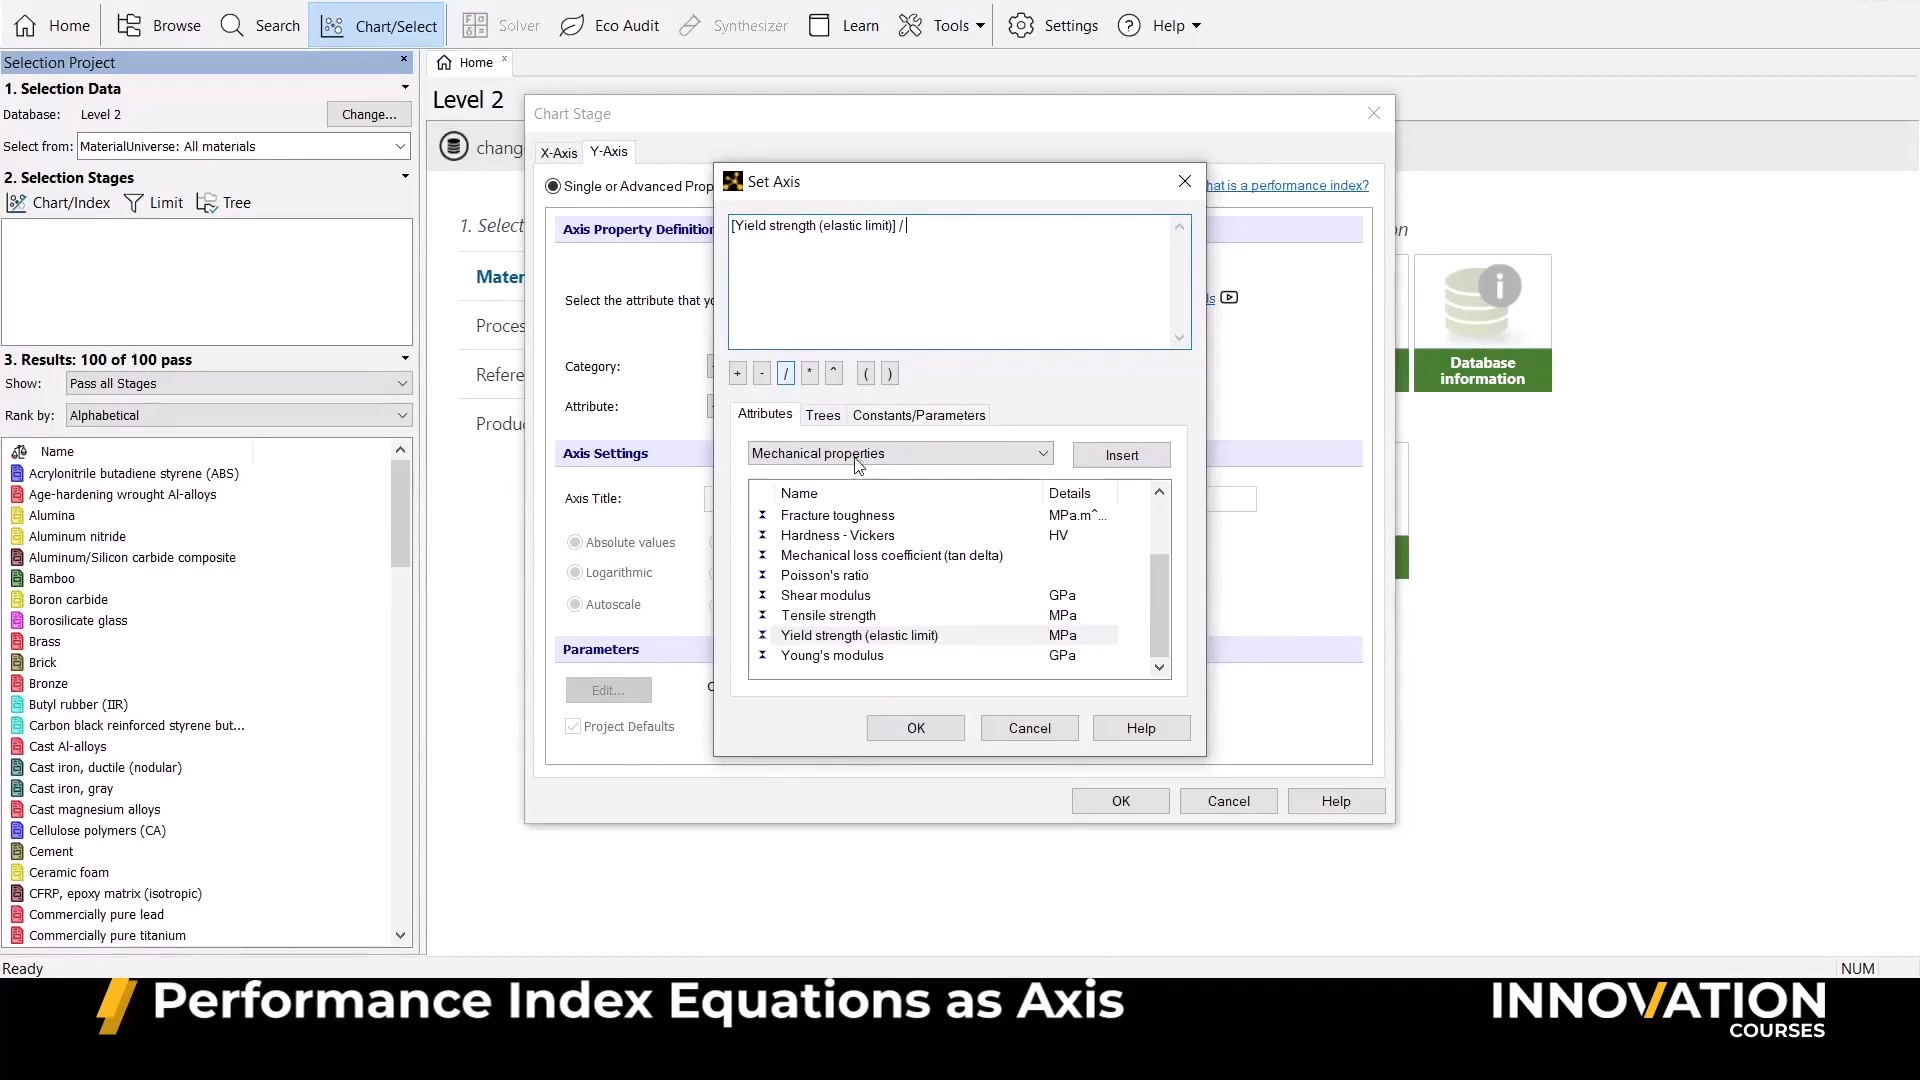 Home
Browse
Search
Chart/Select
Solver
Eco Audit
Synthesizer
Learn
Tools
Settings
Help
Selection Project
1. Selection Data
Database: Level 2
Change...
Select from: MaterialUniverse: All materials
2. Selection Stages
Chart/Index
Limit
Tree
3. Results: 100 of 100 pass
Show: Pass all Stages
Rank by: Alphabetical
Name
Acrylonitrile butadiene styrene (ABS)
Age-hardening wrought Al-alloys
Alumina
Aluminum nitride
Aluminum/Silicon carbide composite
Bamboo
Boron carbide
Borosilicate glass
Brass
Brick
Bronze
Butyl rubber (IIR)
Carbon black reinforced styrene but...
Cast Al-alloys
Cast iron, ductile (nodular)
Cast iron, gray
Cast magnesium alloys
Cellulose polymers (CA)
Cement
Ceramic foam
CFRP, epoxy matrix (isotropic)
Commercially pure lead
Commercially pure titanium
Ready
NUM
Home
Level 2
chang
1. Select
Mater
Proces
Refere
Produ
on
Database
information
Chart Stage
X-Axis
Y-Axis
Single or Advanced Prop
hat is a performance index?
Axis Property Definition
Select the attribute that yo
ls
Category:
Attribute:
Axis Settings
Axis Title:
Absolute values
Logarithmic
Autoscale
Parameters
Edit...
Project Defaults
OK
Cancel
Help
Set Axis
[Yield strength (elastic limit)] /
+ - / * ^ ( )
Attributes
Trees
Constants/Parameters
Mechanical properties
Insert
Name Details
Fracture toughness MPa.m^...
Hardness - Vickers HV
Mechanical loss coefficient (tan delta)
Poisson's ratio
Shear modulus GPa
Tensile strength MPa
Yield strength (elastic limit) MPa
Young's modulus GPa
OK
Cancel
Help
Performance Index Equations as Axis
INNOVATION
COURSES